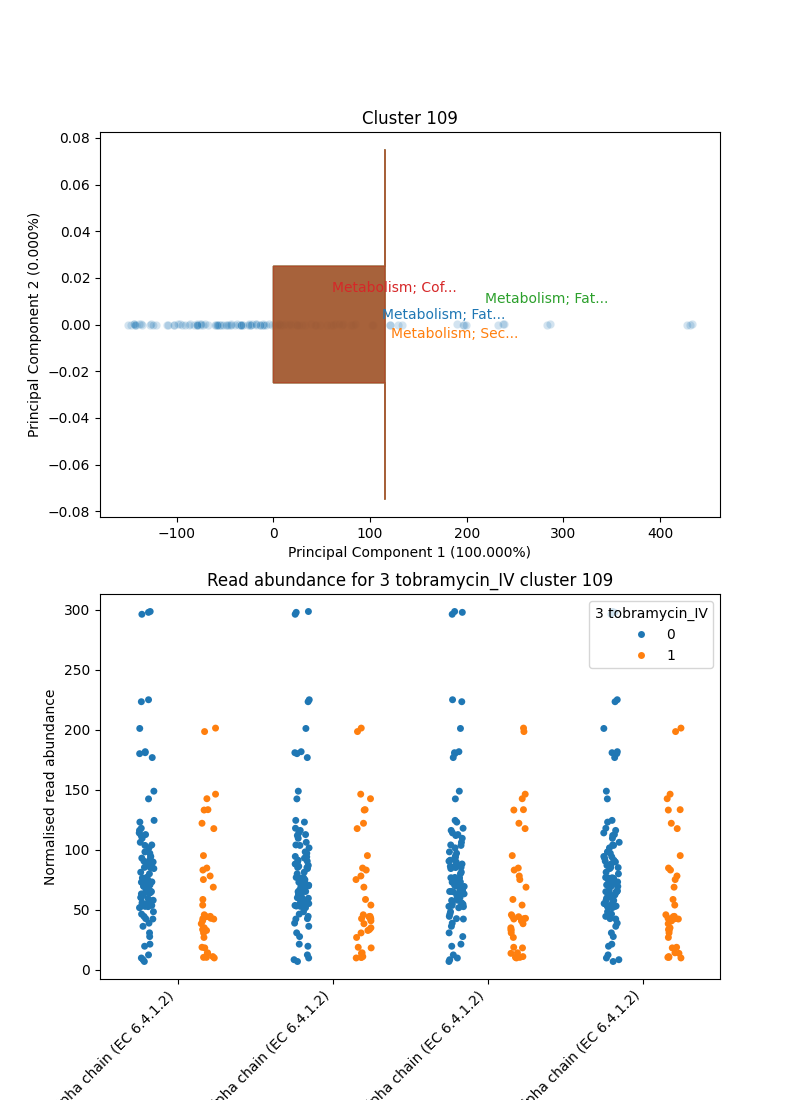 Cluster 109
0.08
0.06
0.04
0.02
0.00
−0.02
−0.04
−0.06
−0.08
Principal Component 2 (0.000%)
Metabolism; Cof...
Metabolism; Fat...
Metabolism; Fat...
Metabolism; Sec...
−100
0
100
200
300
400
Principal Component 1 (100.000%)
Read abundance for 3 tobramycin_IV cluster 109
300
250
200
150
100
50
0
Normalised read abundance
3 tobramycin_IV
0
1
chain (EC 6.4.1.2)
chain (EC 6.4.1.2)
chain (EC 6.4.1.2)
chain (EC 6.4.1.2)